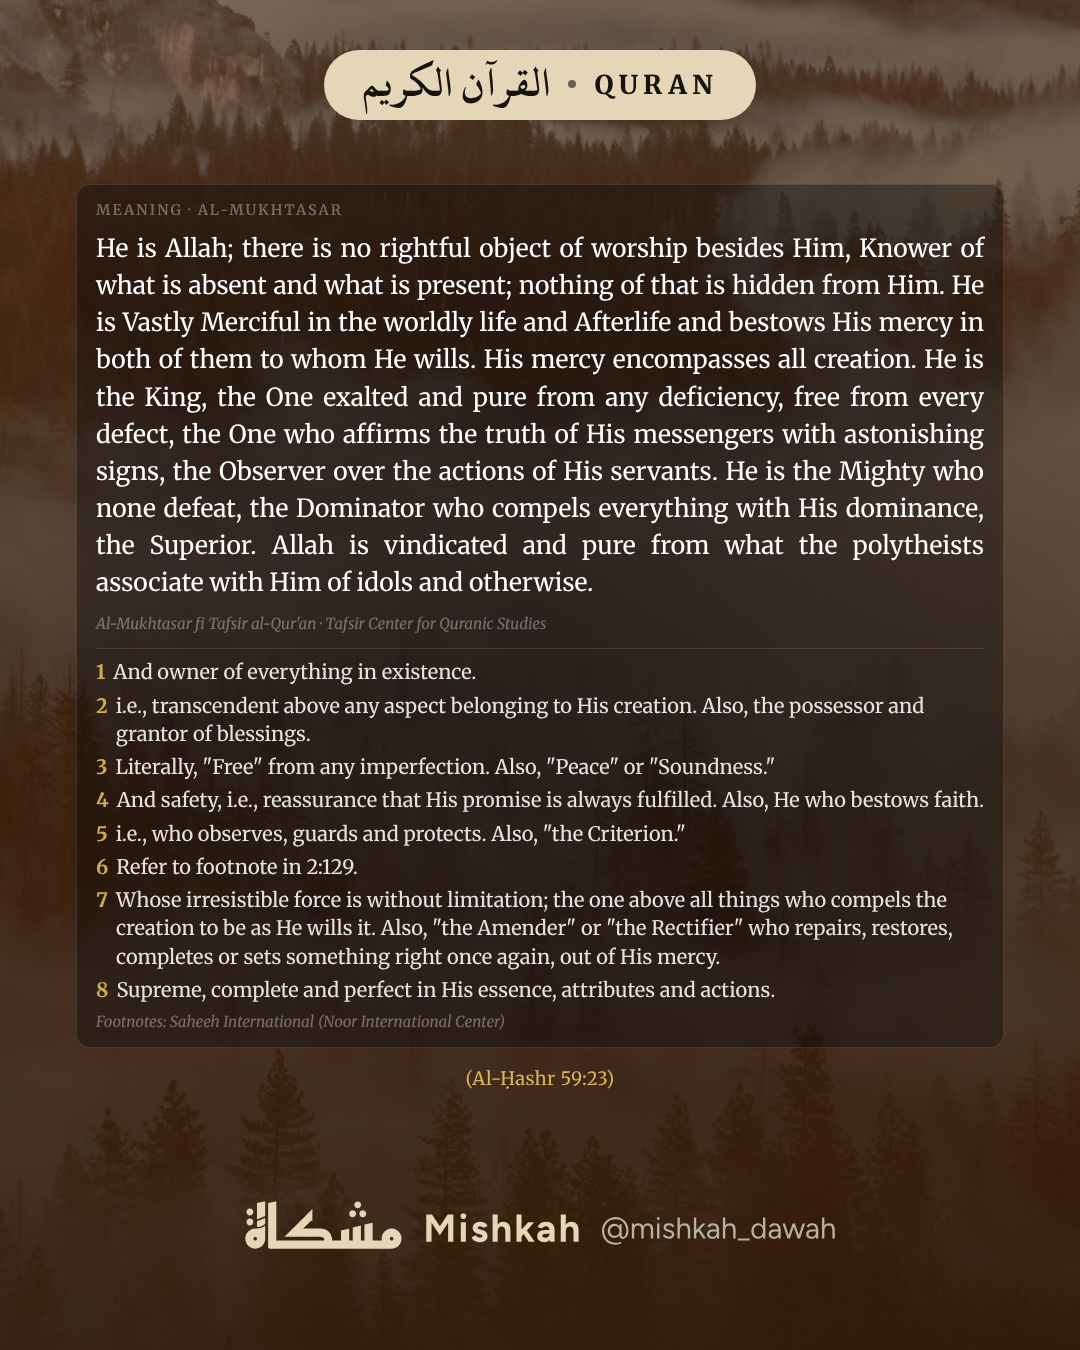 القرآن الكريم • QURAN
MEANING · AL-MUKHTASAR
He is Allah; there is no rightful object of worship besides Him, Knower of
what is absent and what is present; nothing of that is hidden from Him. He
is Vastly Merciful in the worldly life and Afterlife and bestows His mercy in
both of them to whom He wills. His mercy encompasses all creation. He is
the King, the One exalted and pure from any deficiency, free from every
defect, the One who affirms the truth of His messengers with astonishing
signs, the Observer over the actions of His servants. He is the Mighty who
none defeat, the Dominator who compels everything with His dominance,
the Superior. Allah is vindicated and pure from what the polytheists
associate with Him of idols and otherwise.
Al-Mukhtasar fi Tafsir al-Qur'an · Tafsir Center for Quranic Studies
1 And owner of everything in existence.
2 i.e., transcendent above any aspect belonging to His creation. Also, the possessor and
grantor of blessings.
3 Literally, "Free" from any imperfection. Also, "Peace" or "Soundness."
4 And safety, i.e., reassurance that His promise is always fulfilled. Also, He who bestows faith.
5 i.e., who observes, guards and protects. Also, "the Criterion."
6 Refer to footnote in 2:129.
7 Whose irresistible force is without limitation; the one above all things who compels the
creation to be as He wills it. Also, "the Amender" or "the Rectifier" who repairs, restores,
completes or sets something right once again, out of His mercy.
8 Supreme, complete and perfect in His essence, attributes and actions.
Footnotes: Saheeh International (Noor International Center)
(Al-Ḥashr 59:23)
مشكاة Mishkah @mishkah_dawah